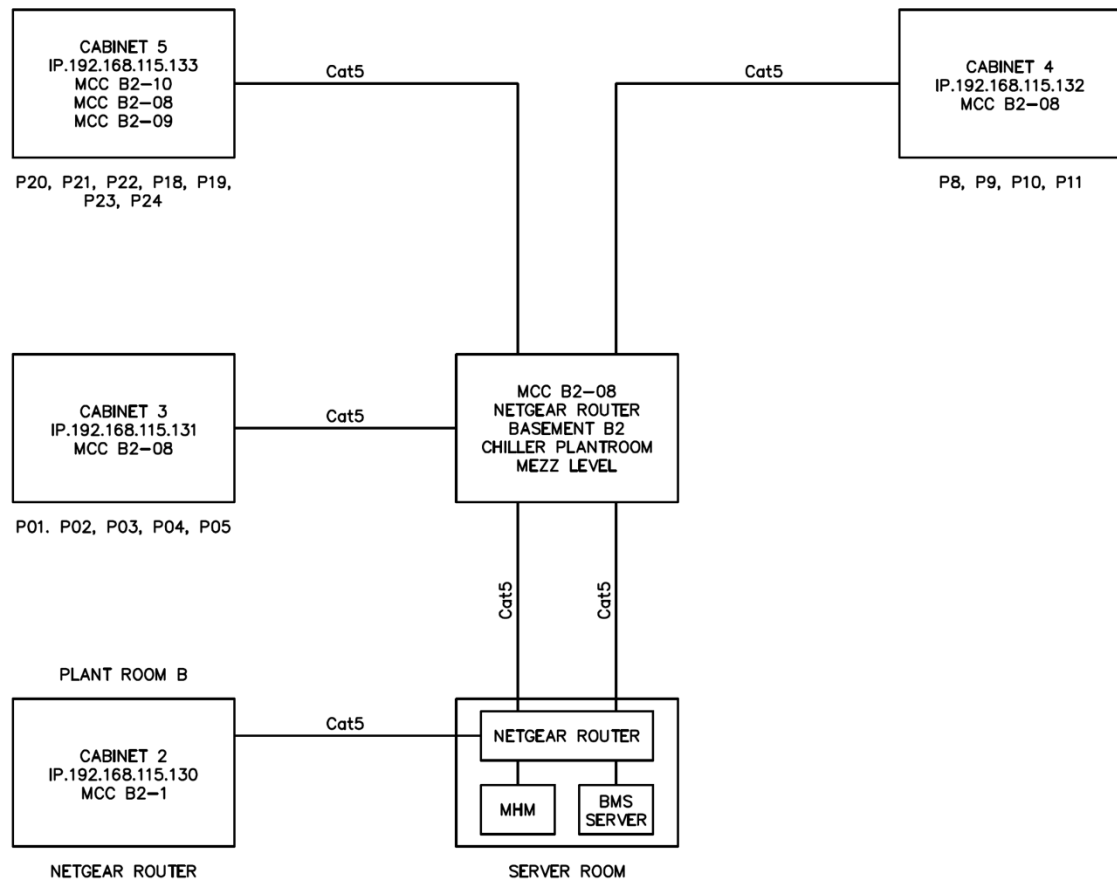 CABINET 5
IP.192.168.115.133
MCC B2-10
MCC B2-08
MCC B2-09
P20, P21, P22, P18, P19,
P23, P24
Cat5
Cat5
CABINET 4
IP.192.168.115.132
MCC B2-08
P8, P9, P10, P11
CABINET 3
IP.192.168.115.131
MCC B2-08
P01. P02, P03, P04, P05
Cat5
MCC B2-08
NETGEAR ROUTER
BASEMENT B2
CHILLER PLANTROOM
MEZZ LEVEL
Cat5
Cat5
PLANT ROOM B
CABINET 2
IP.192.168.115.130
MCC B2-1
NETGEAR ROUTER
Cat5
NETGEAR ROUTER
MHM
BMS
SERVER
SERVER ROOM